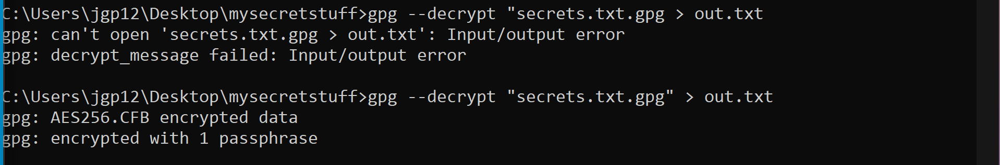 C:\Users\jgp12\Desktop\mysecretstuff>gpg --decrypt "secrets.txt.gpg > out.txt
gpg: can't open 'secrets.txt.gpg > out.txt': Input/output error
gpg: decrypt_message failed: Input/output error
C:\Users\jgp12\Desktop\mysecretstuff>gpg --decrypt "secrets.txt.gpg" > out.txt
gpg: AES256.CFB encrypted data
gpg: encrypted with 1 passphrase